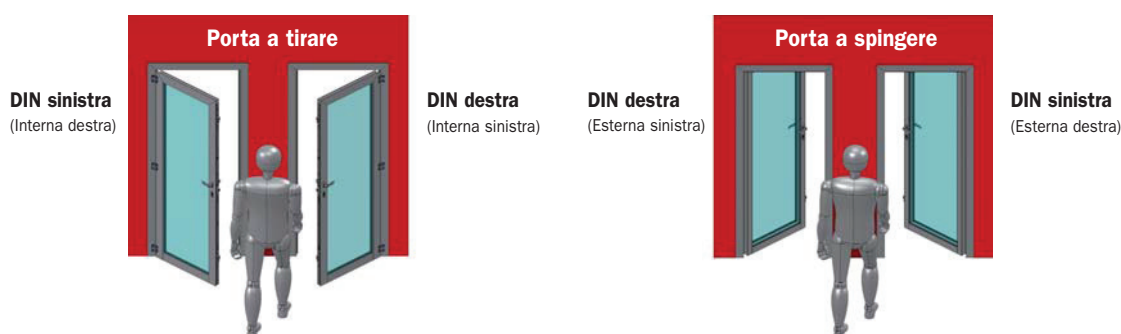 Porta a tirare
DIN sinistra
(Interna destra)
DIN destra
(Interna sinistra)
Porta a spingere
DIN destra
(Esterna sinistra)
DIN sinistra
(Esterna destra)